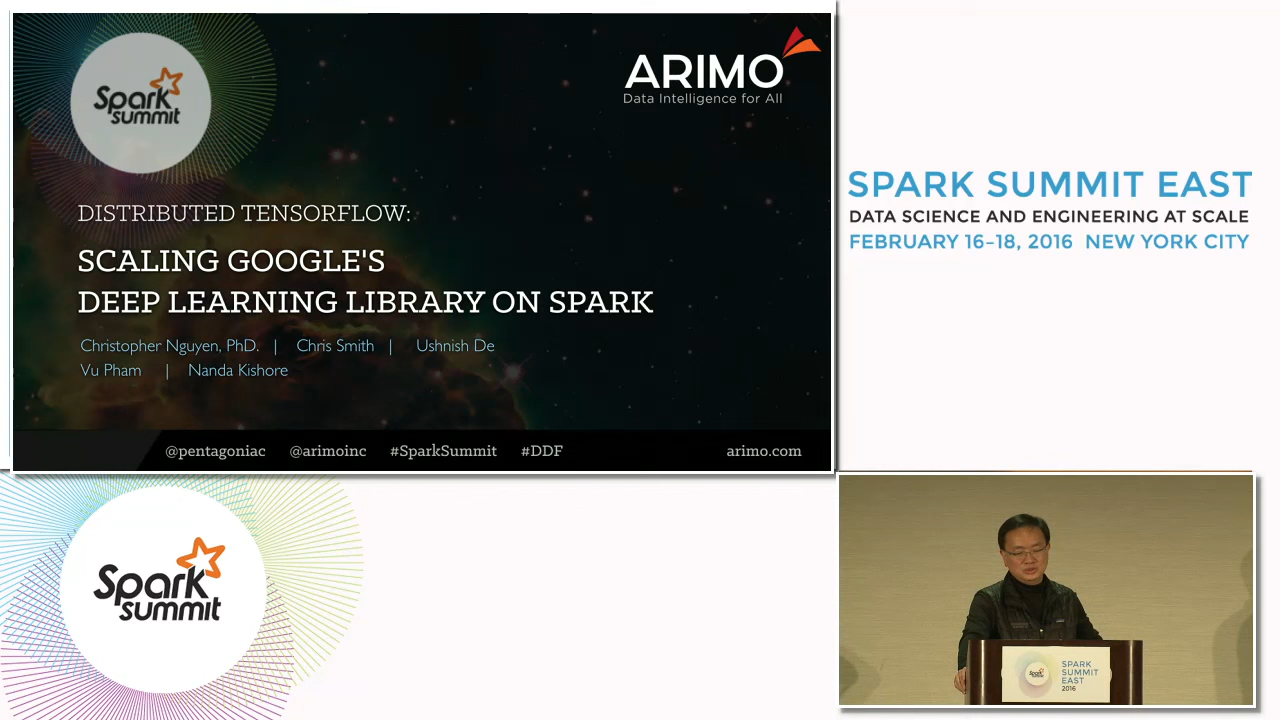 Spark
summit
ARIMO
Data Intelligence for All
DISTRIBUTED TENSORFLOW:
SCALING GOOGLE'S
DEEP LEARNING LIBRARY ON SPARK
Christopher Nguyen, PhD. | Chris Smith | Ushnish De
Vu Pham | Nanda Kishore
@pentagoniac @arimoinc #SparkSummit #DDF arimo.com
SPARK SUMMIT EAST
DATA SCIENCE AND ENGINEERING AT SCALE
FEBRUARY 16-18, 2016 NEW YORK CITY
Spark
summit
Spark
summit
SPARK
SUMMIT
EAST
2016